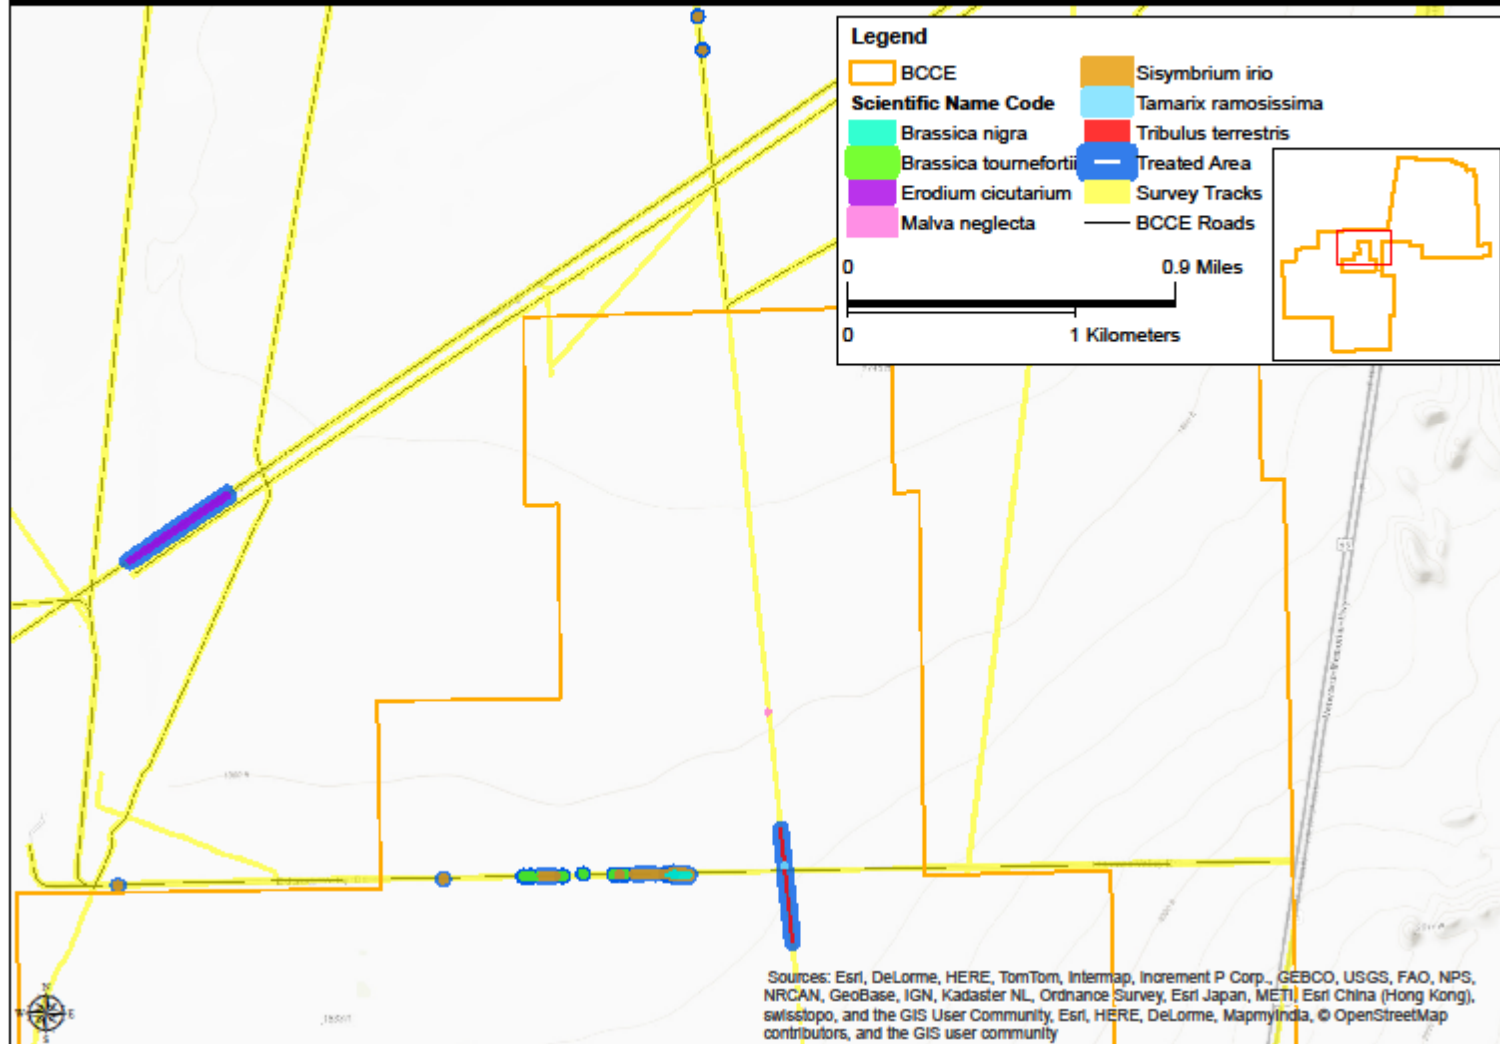 Legend
BCCE
Scientific Name Code
Brassica nigra
Brassica tournefortii
Erodium cicutarium
Malva neglecta
Sisymbrium irio
Tamarix ramosissima
Tribulus terrestris
Treated Area
Survey Tracks
BCCE Roads
0 0.9 Miles
0 1 Kilometers
95
N
W E
S
Sources: Esri, DeLorme, HERE, TomTom, Intermap, increment P Corp., GEBCO, USGS, FAO, NPS,
NRCAN, GeoBase, IGN, Kadaster NL, Ordnance Survey, Esri Japan, METI, Esri China (Hong Kong),
swisstopo, and the GIS User Community, Esri, HERE, DeLorme, MapmyIndia, © OpenStreetMap
contributors, and the GIS user community